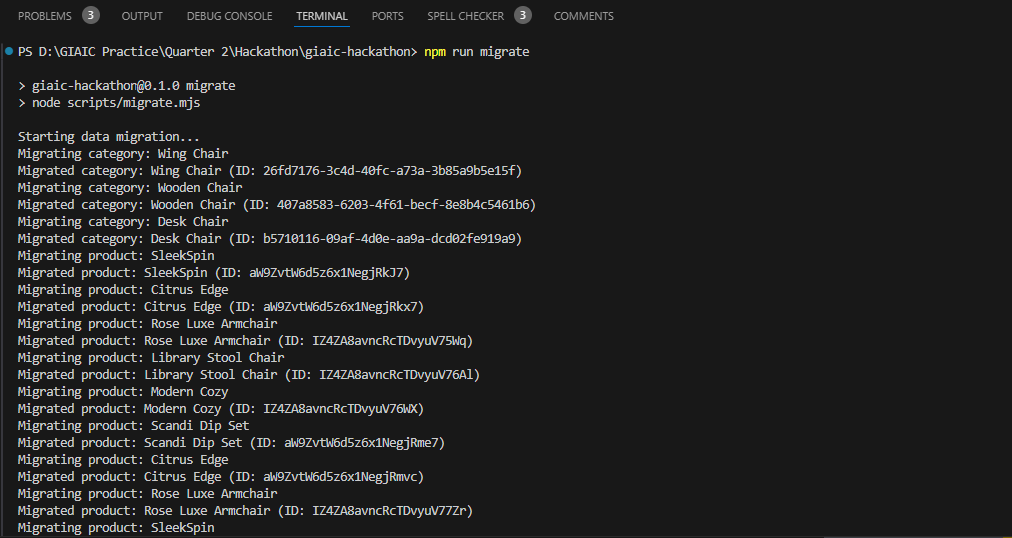 PROBLEMS 3 OUTPUT DEBUG CONSOLE TERMINAL PORTS SPELL CHECKER 3 COMMENTS
PS D:\GIAIC Practice\Quarter 2\Hackathon\giaic-hackathon> npm run migrate
> giaic-hackathon@0.1.0 migrate
> node scripts/migrate.mjs
Starting data migration...
Migrating category: Wing Chair
Migrated category: Wing Chair (ID: 26fd7176-3c4d-40fc-a73a-3b85a9b5e15f)
Migrating category: Wooden Chair
Migrated category: Wooden Chair (ID: 407a8583-6203-4f61-becf-8e8b4c5461b6)
Migrating category: Desk Chair
Migrated category: Desk Chair (ID: b5710116-09af-4d0e-aa9a-dcd02fe919a9)
Migrating product: SleekSpin
Migrated product: SleekSpin (ID: aW9ZvtW6d5z6x1NegjRkJ7)
Migrating product: Citrus Edge
Migrated product: Citrus Edge (ID: aW9ZvtW6d5z6x1NegjRkx7)
Migrating product: Rose Luxe Armchair
Migrated product: Rose Luxe Armchair (ID: IZ4ZA8avncRcTDvyuV75Wq)
Migrating product: Library Stool Chair
Migrated product: Library Stool Chair (ID: IZ4ZA8avncRcTDvyuV76Al)
Migrating product: Modern Cozy
Migrated product: Modern Cozy (ID: IZ4ZA8avncRcTDvyuV76WX)
Migrating product: Scandi Dip Set
Migrated product: Scandi Dip Set (ID: aW9ZvtW6d5z6x1NegjRme7)
Migrating product: Citrus Edge
Migrated product: Citrus Edge (ID: aW9ZvtW6d5z6x1NegjRmvc)
Migrating product: Rose Luxe Armchair
Migrated product: Rose Luxe Armchair (ID: IZ4ZA8avncRcTDvyuV77Zr)
Migrating product: SleekSpin